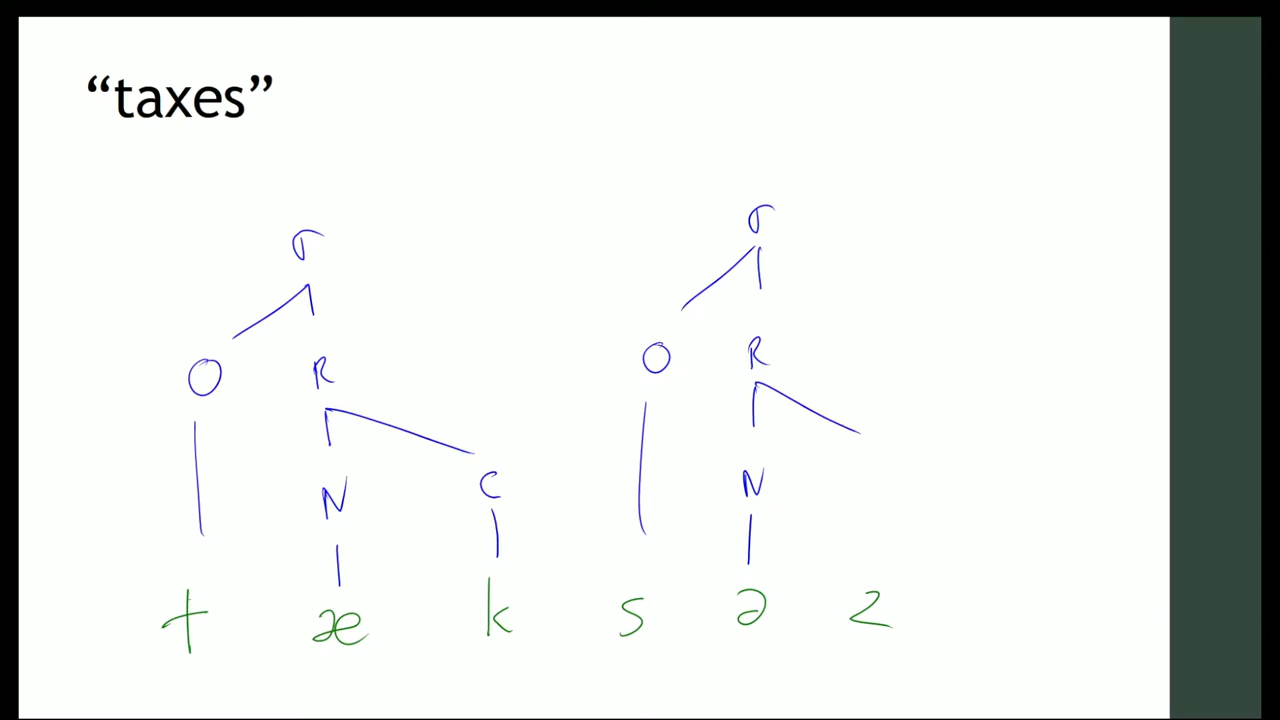 “taxes”
σ σ
O R O R
N C N
t æ k s ə z